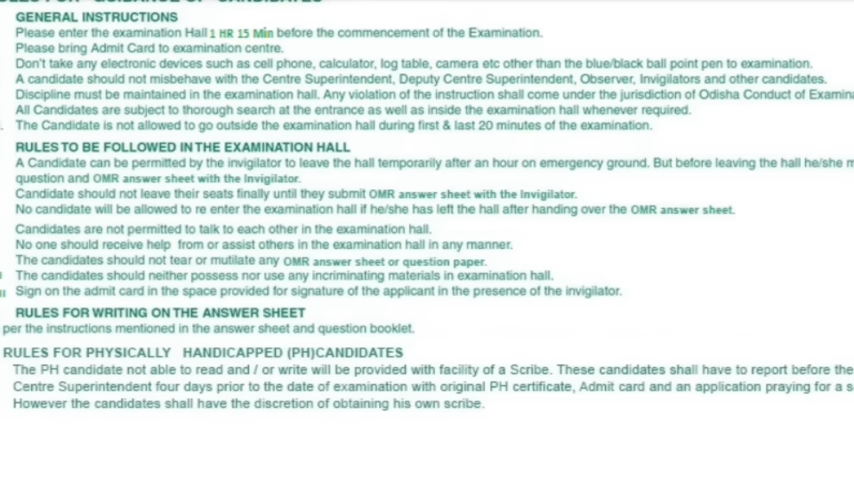 GUIDANCE OF CANDIDATES
GENERAL INSTRUCTIONS
Please enter the examination Hall 1 HR 15 Min before the commencement of the Examination.
Please bring Admit Card to examination centre.
Don't take any electronic devices such as cell phone, calculator, log table, camera etc other than the blue/black ball point pen to examination.
A candidate should not misbehave with the Centre Superintendent, Deputy Centre Superintendent, Observer, Invigilators and other candidates.
Discipline must be maintained in the examination hall. Any violation of the instruction shall come under the jurisdiction of Odisha Conduct of Examina
All Candidates are subject to thorough search at the entrance as well as inside the examination hall whenever required.
The Candidate is not allowed to go outside the examination hall during first & last 20 minutes of the examination.
RULES TO BE FOLLOWED IN THE EXAMINATION HALL
A Candidate can be permitted by the invigilator to leave the hall temporarily after an hour on emergency ground. But before leaving the hall he/she m
question and OMR answer sheet with the Invigilator.
Candidate should not leave their seats finally until they submit OMR answer sheet with the Invigilator.
No candidate will be allowed to re enter the examination hall if he/she has left the hall after handing over the OMR answer sheet.
Candidates are not permitted to talk to each other in the examination hall.
No one should receive help from or assist others in the examination hall in any manner.
The candidates should not tear or mutilate any OMR answer sheet or question paper.
The candidates should neither possess nor use any incriminating materials in examination hall.
Sign on the admit card in the space provided for signature of the applicant in the presence of the invigilator.
RULES FOR WRITING ON THE ANSWER SHEET
per the instructions mentioned in the answer sheet and question booklet.
RULES FOR PHYSICALLY HANDICAPPED (PH)CANDIDATES
The PH candidate not able to read and / or write will be provided with facility of a Scribe. These candidates shall have to report before the
Centre Superintendent four days prior to the date of examination with original PH certificate, Admit card and an application praying for a s
However the candidates shall have the discretion of obtaining his own scribe.